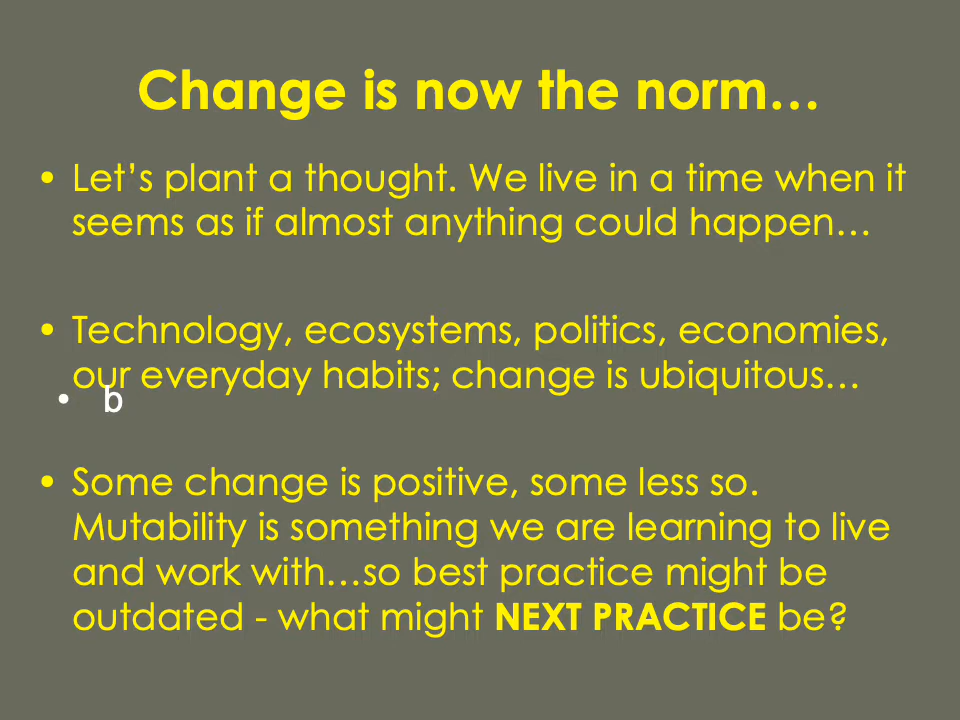 Change is now the norm…
• Let’s plant a thought. We live in a time when it
seems as if almost anything could happen…
• Technology, ecosystems, politics, economies,
our everyday habits; change is ubiquitous…
• b
• Some change is positive, some less so.
Mutability is something we are learning to live
and work with…so best practice might be
outdated - what might NEXT PRACTICE be?